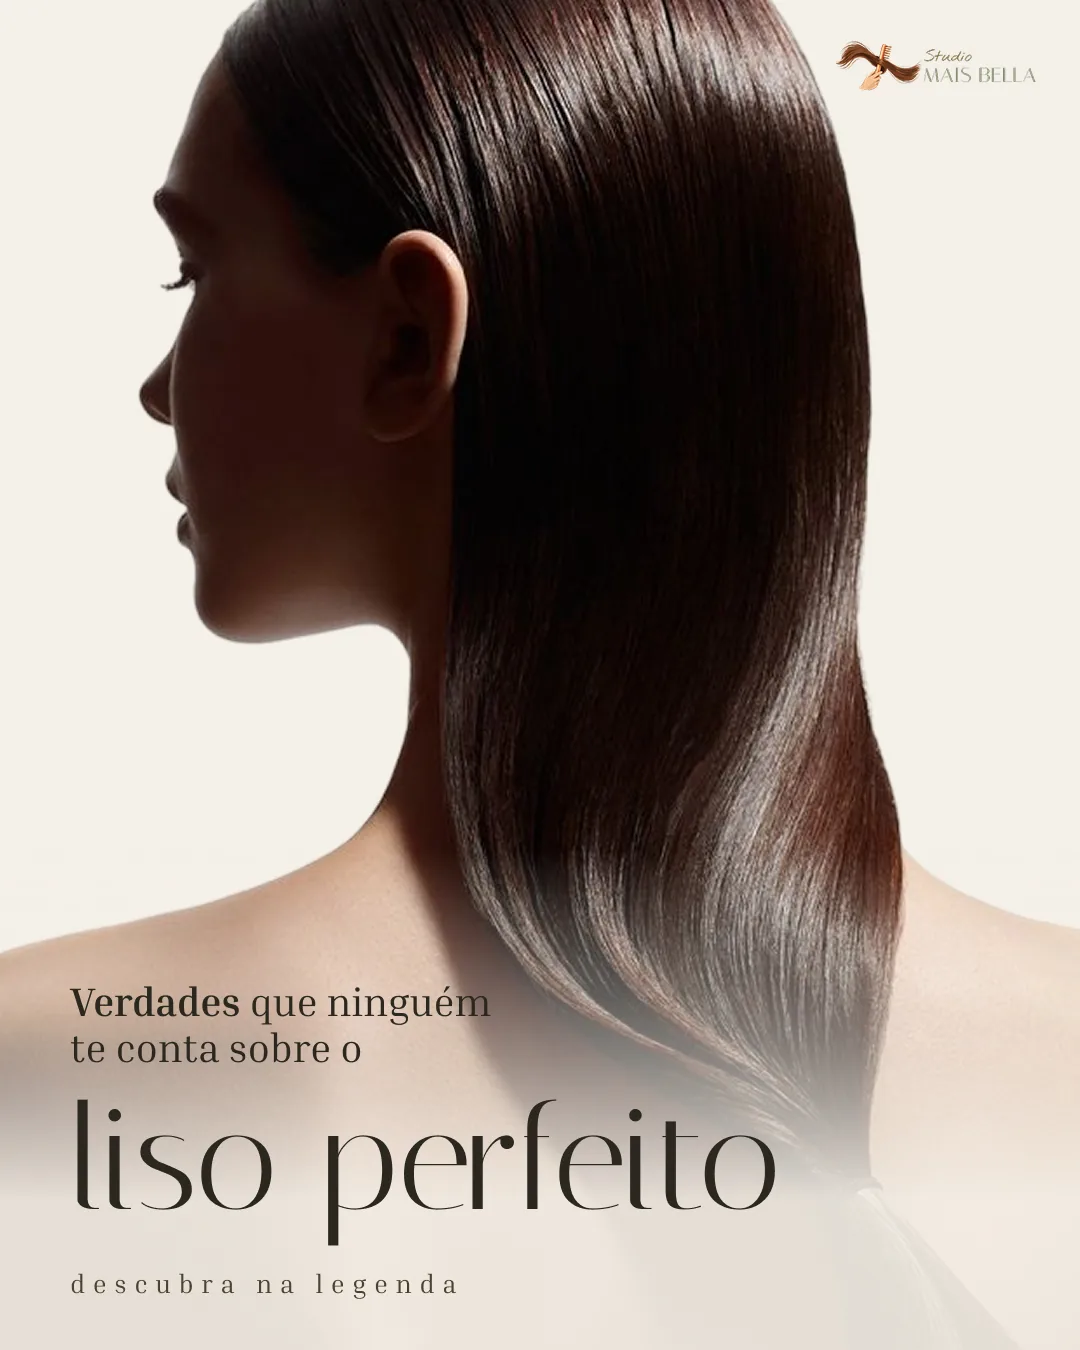 Studio
MAIS BELLA
Verdades que ninguém
te conta sobre o
liso perfeito
descubra na legenda